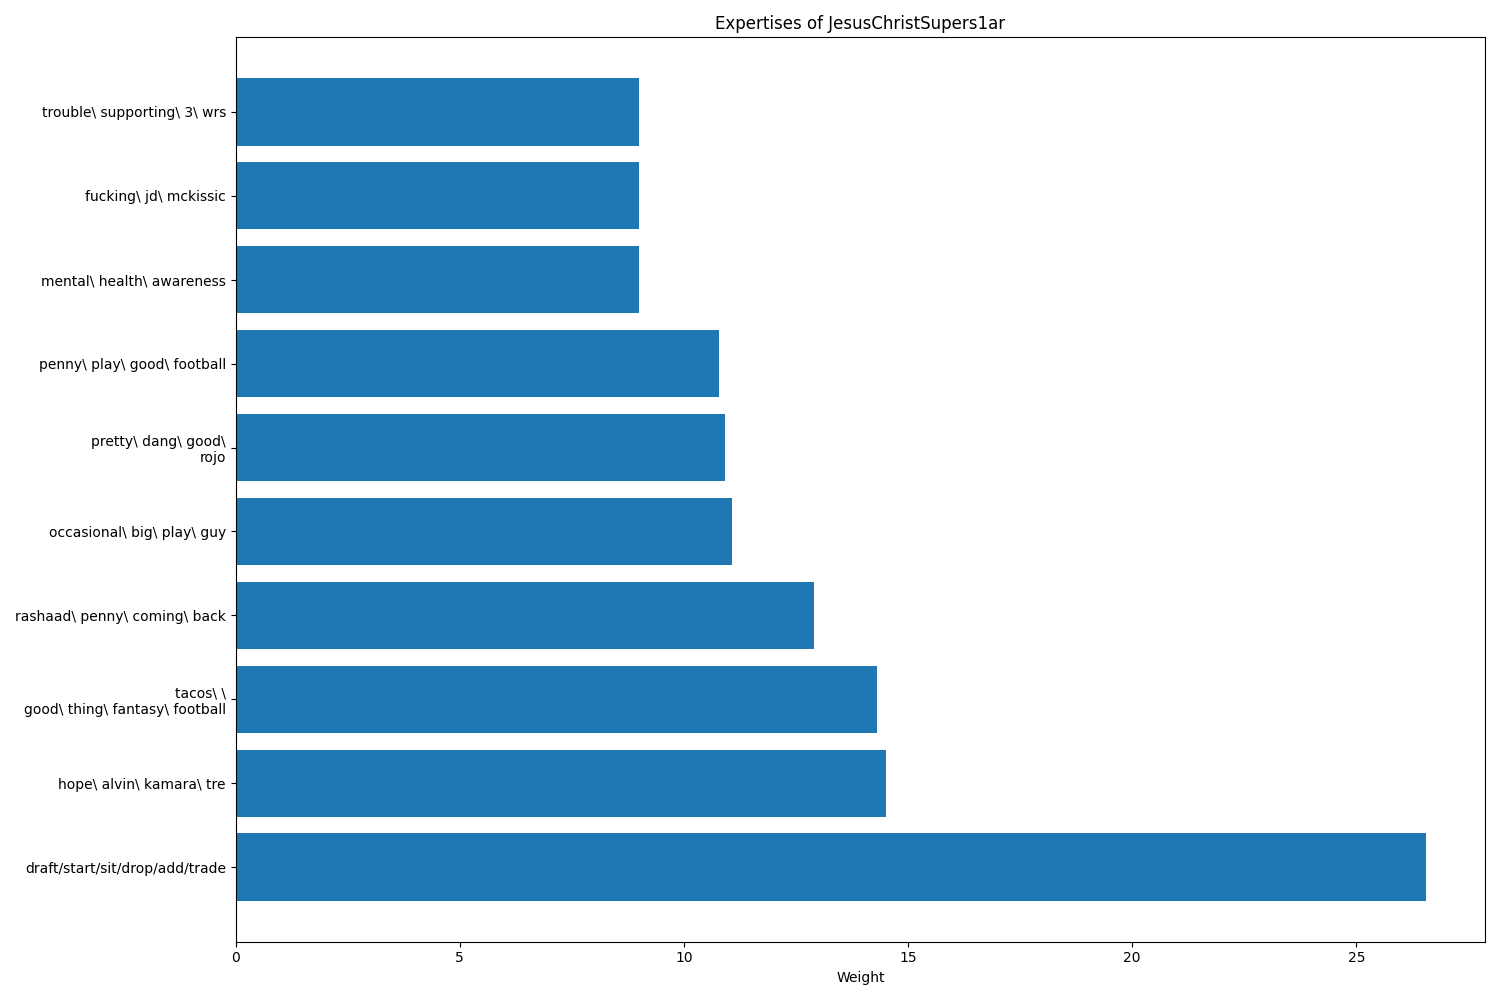 Expertises of JesusChristSupers1ar
trouble\ supporting\ 3\ wrs
fucking\ jd\ mckissic
mental\ health\ awareness
penny\ play\ good\ football
pretty\ dang\ good\
rojo
occasional\ big\ play\ guy
rashaad\ penny\ coming\ back
tacos\ \
good\ thing\ fantasy\ football
hope\ alvin\ kamara\ tre
draft/start/sit/drop/add/trade
0 5 10 15 20 25
Weight